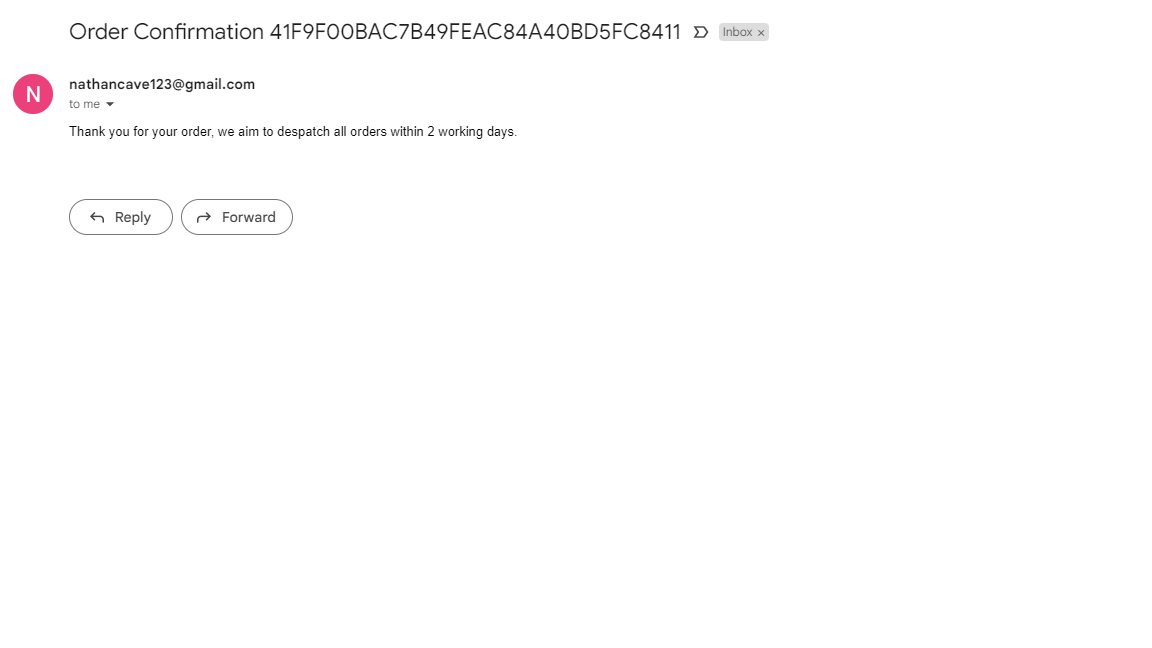 Order Confirmation 41F9F00BAC7B49FEAC84A40BD5FC8411 Inbox ×
N
nathancave123@gmail.com
to me
Thank you for your order, we aim to despatch all orders within 2 working days.
Reply Forward